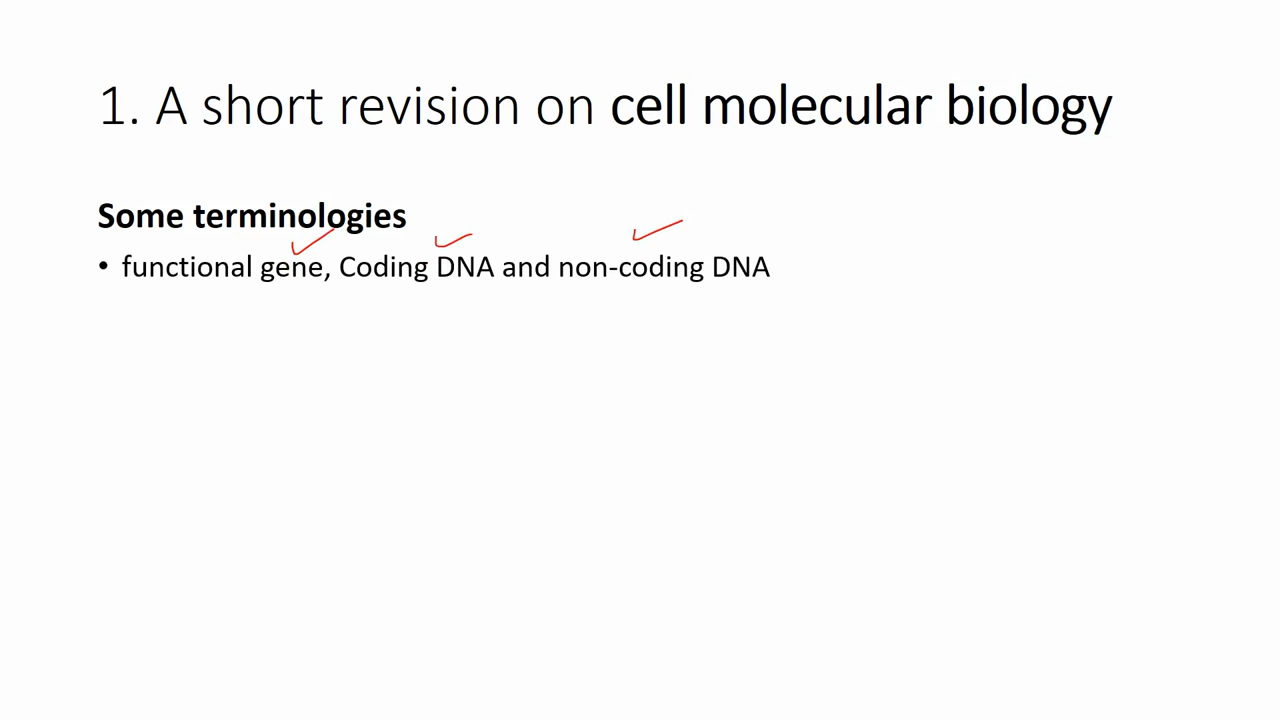 1. A short revision on cell molecular biology
Some terminologies
• functional gene, Coding DNA and non-coding DNA